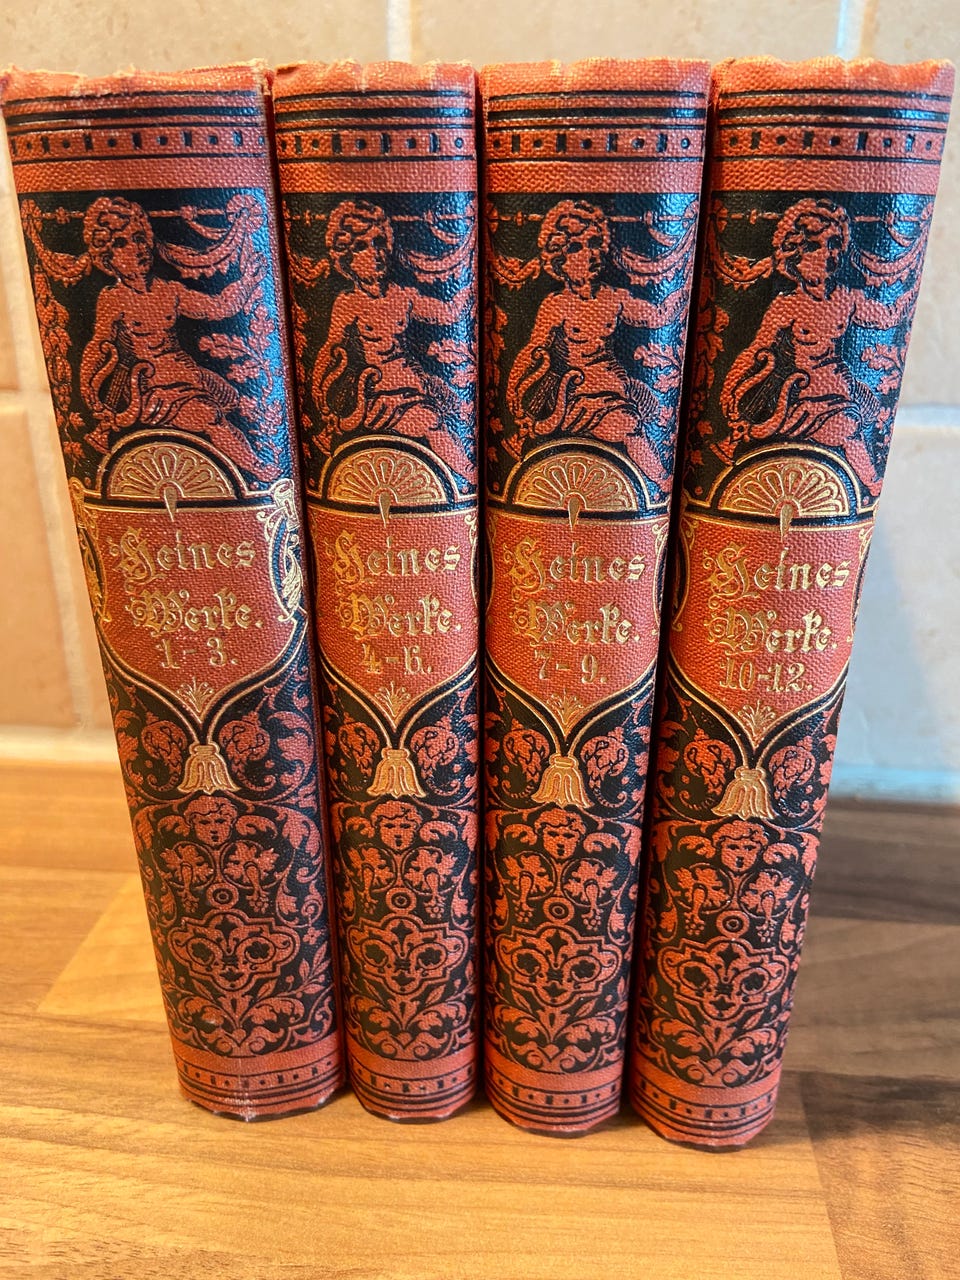 Heines
Werke.
1-3.
Heines
Werke.
4-6.
Heines
Werke.
7-9.
Heines
Werke.
10-12.